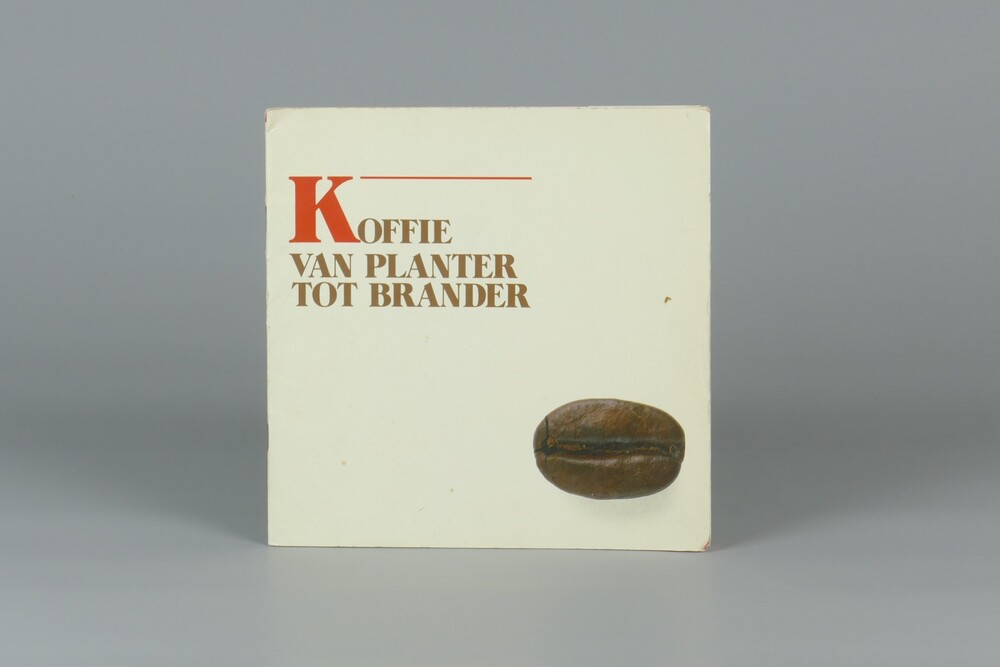 KOFFIE
VAN PLANTER
TOT BRANDER